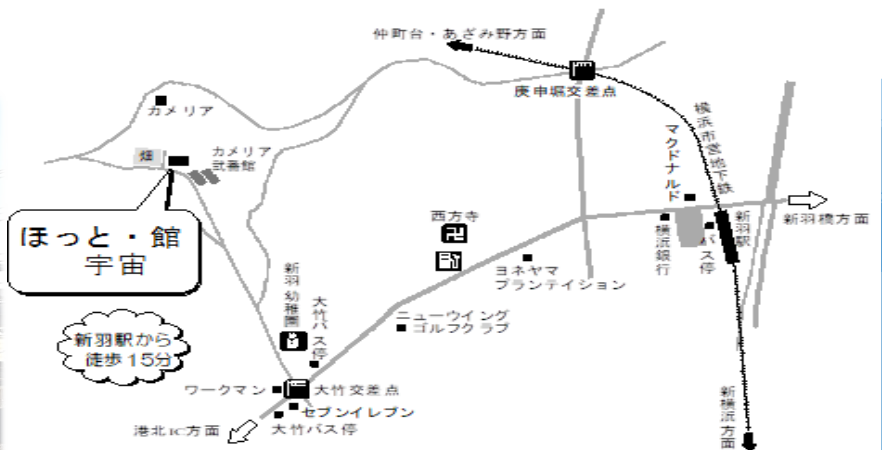 仲町台・あざみ野方面
庚申堀交差点
横浜市営地下鉄
マクドナルド
カメリア
畑
カメリア
弐番館
ほっと・館
宇宙
新羽駅から
徒歩15分
西方寺
新羽駅
バス停
横浜銀行
新羽橋方面
ヨネヤマ
プランテイション
新羽幼稚園
大竹バス停
ニューウイング
ゴルフクラブ
ワークマン
大竹交差点
セブンイレブン
大竹バス停
港北IC方面
新横浜方面